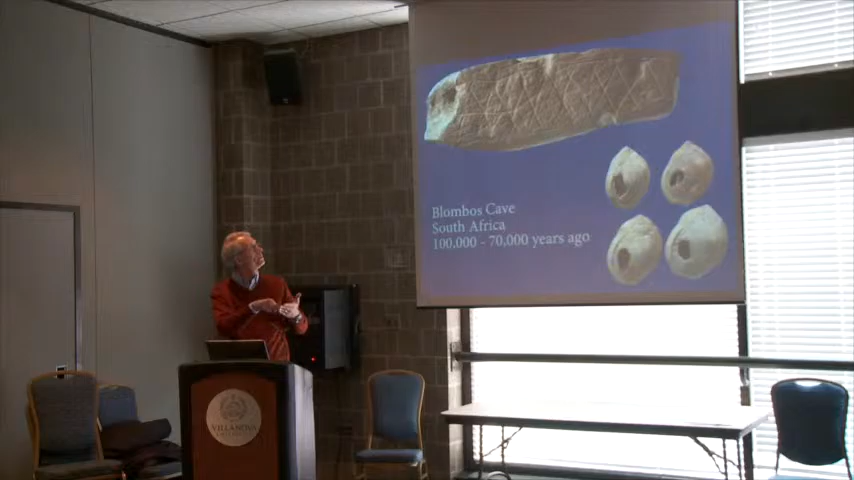 Blombos Cave
South Africa
100,000 - 70,000 years ago
VILLANOVA